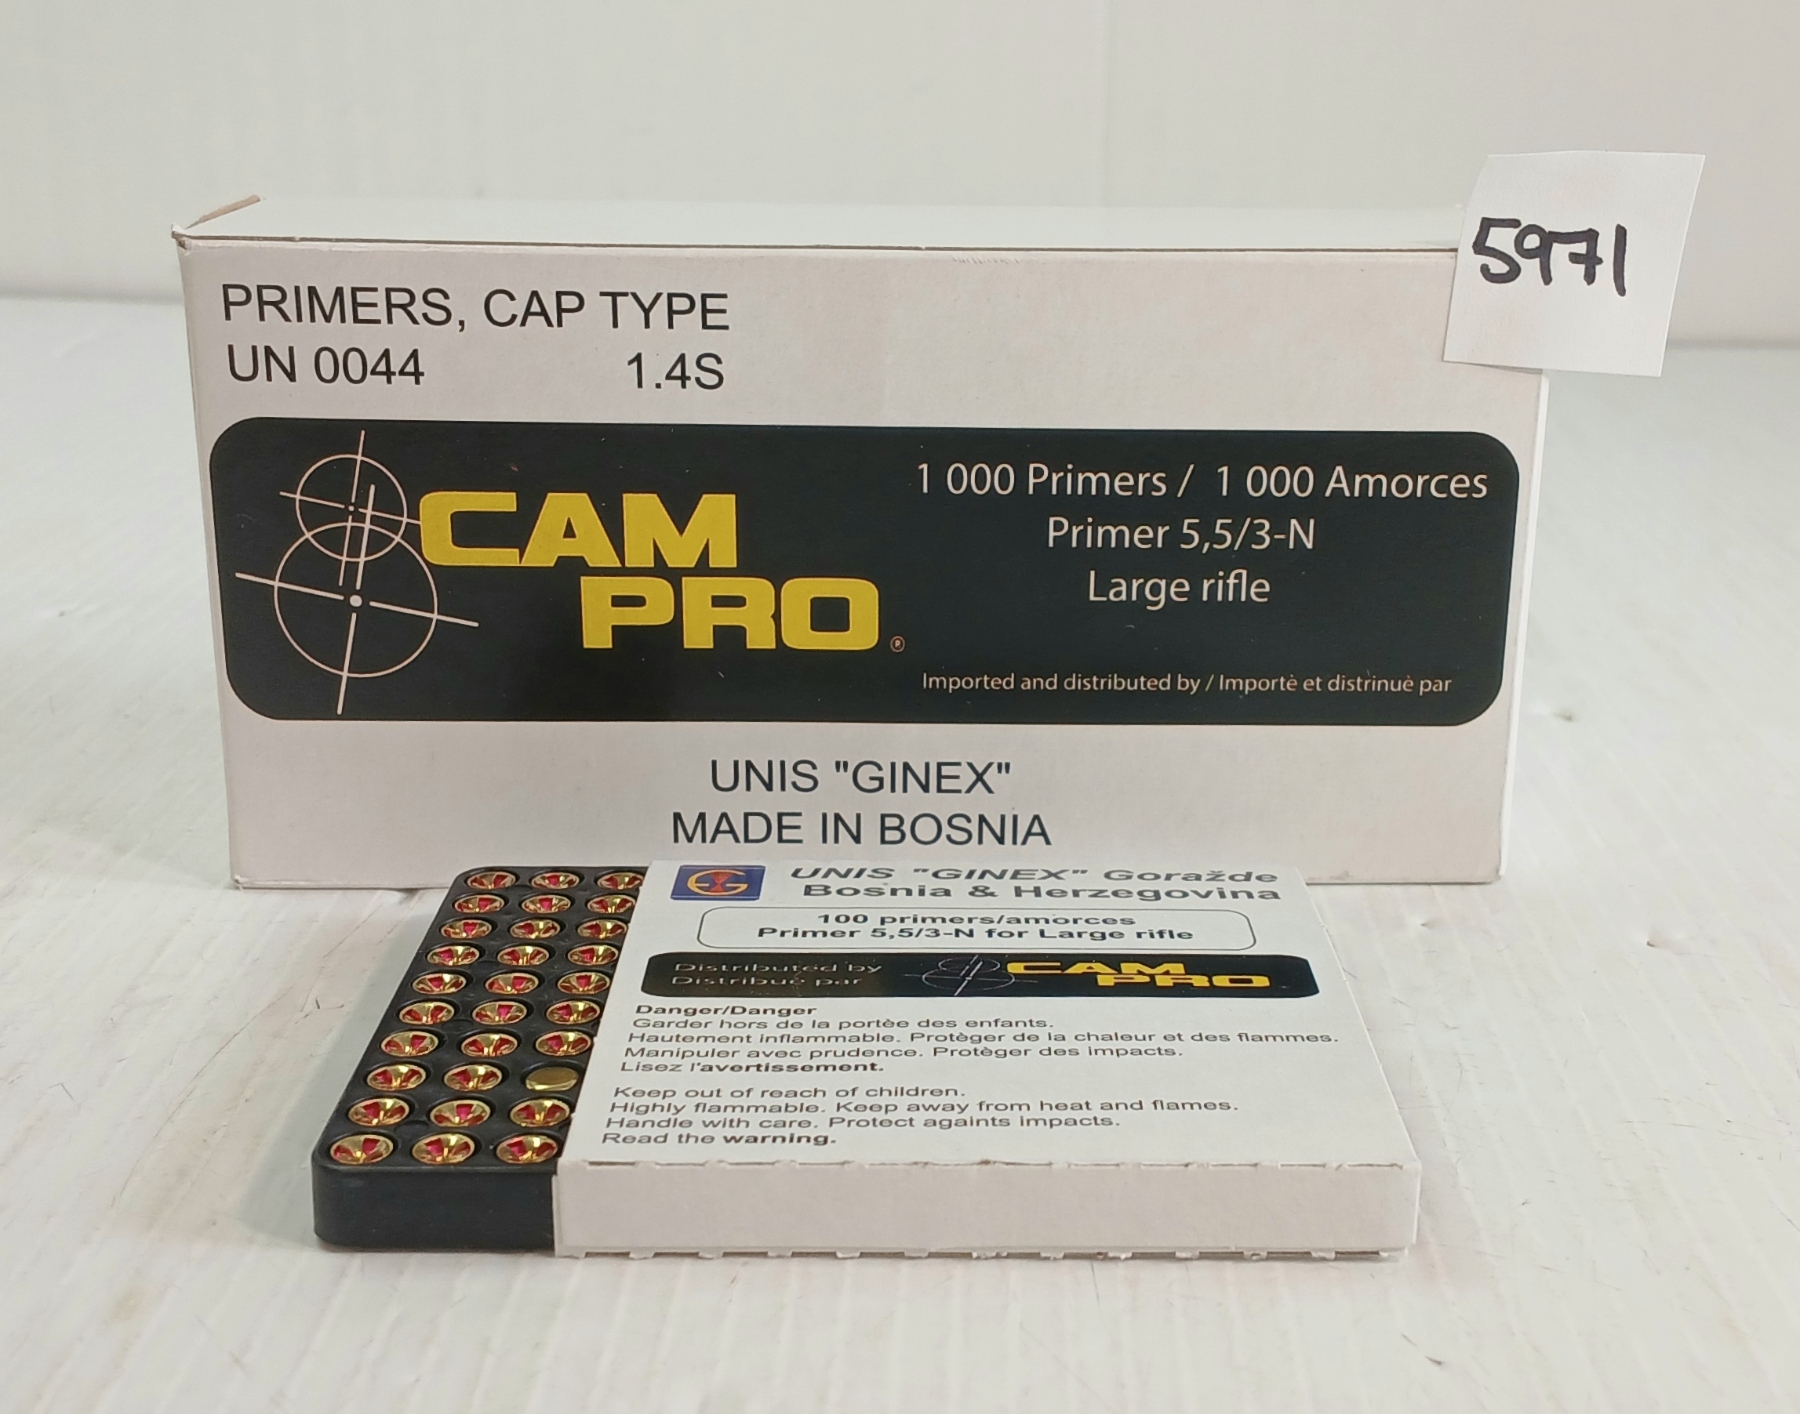 5971
PRIMERS, CAP TYPE
UN 0044 1.4S
CAM
PRO®
1 000 Primers / 1 000 Amorces
Primer 5,5/3-N
Large rifle
Imported and distributed by / Importè et distrinuè par
UNIS "GINEX"
MADE IN BOSNIA
G
UNIS "GINEX" Goražde
Bosnia & Herzegovina
100 primers/amorces
Primer 5,5/3-N for Large rifle
Distributed by
Distribue par
CAM
PRO
Danger/Danger
Garder hors de la portèe des enfants.
Hautement inflammable. Protèger de la chaleur et des flammes.
Manipuler avec prudence. Protèger des impacts.
Lisez l'avertissement.
Keep out of reach of children.
Highly flammable. Keep away from heat and flames.
Handle with care. Protect againts impacts.
Read the warning.